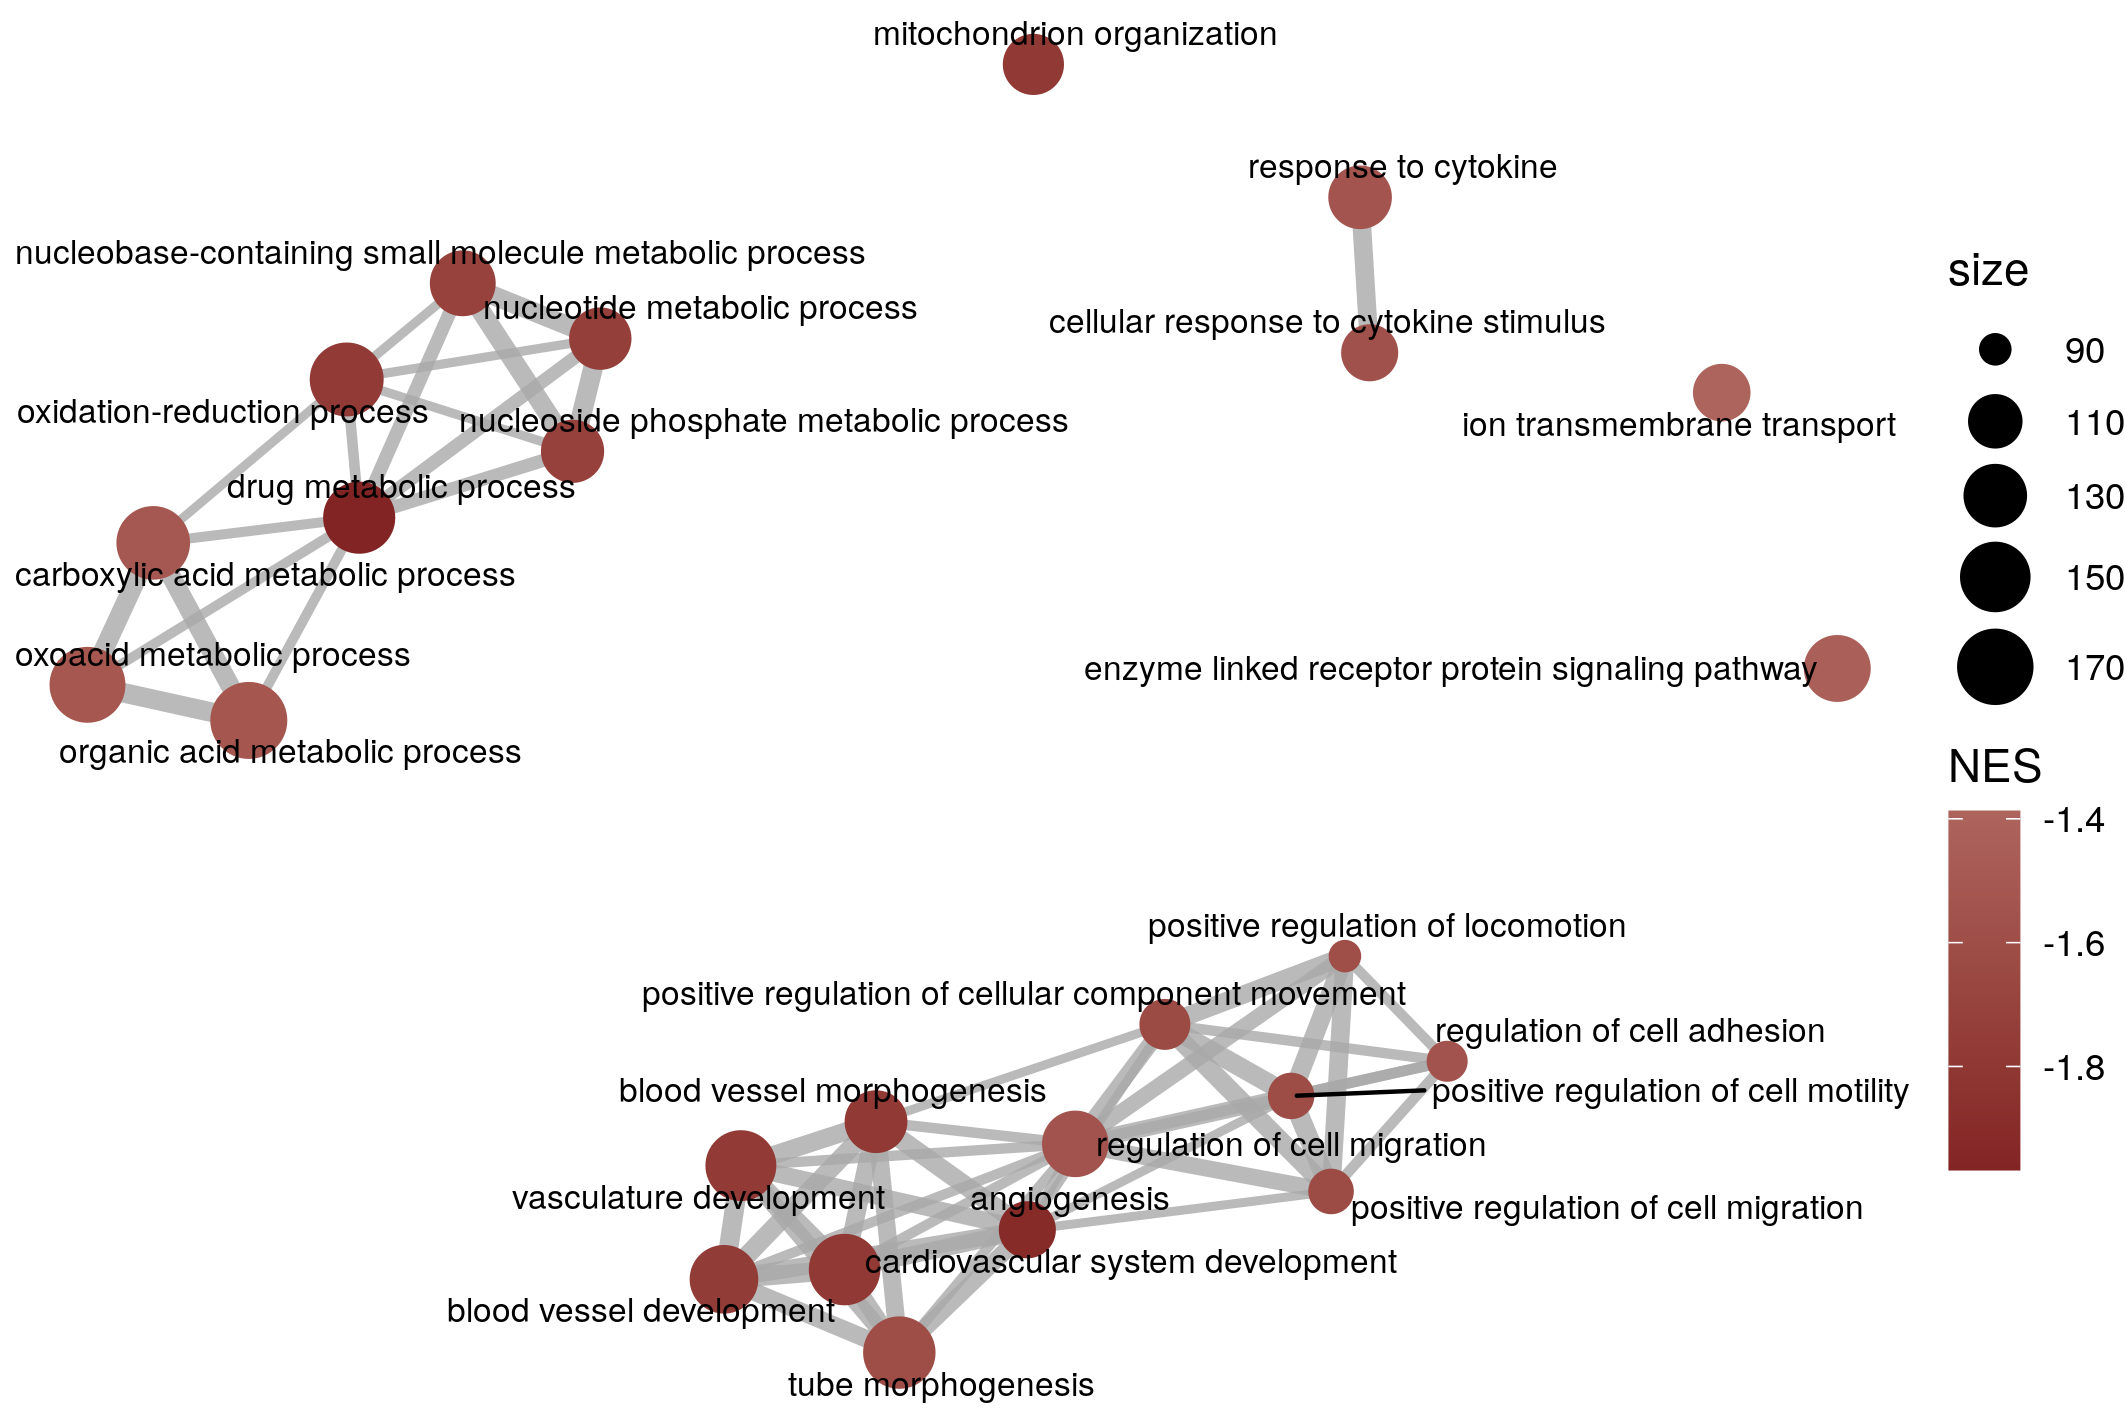 mitochondrion organization
response to cytokine
nucleobase-containing small molecule metabolic process
nucleotide metabolic process
cellular response to cytokine stimulus
oxidation-reduction process
nucleoside phosphate metabolic process
ion transmembrane transport
drug metabolic process
carboxylic acid metabolic process
oxoacid metabolic process
enzyme linked receptor protein signaling pathway
organic acid metabolic process
size
90
110
130
150
170
NES
-1.4
-1.6
-1.8
positive regulation of locomotion
positive regulation of cellular component movement
regulation of cell adhesion
blood vessel morphogenesis
positive regulation of cell motility
regulation of cell migration
vasculature development
angiogenesis
positive regulation of cell migration
cardiovascular system development
blood vessel development
tube morphogenesis